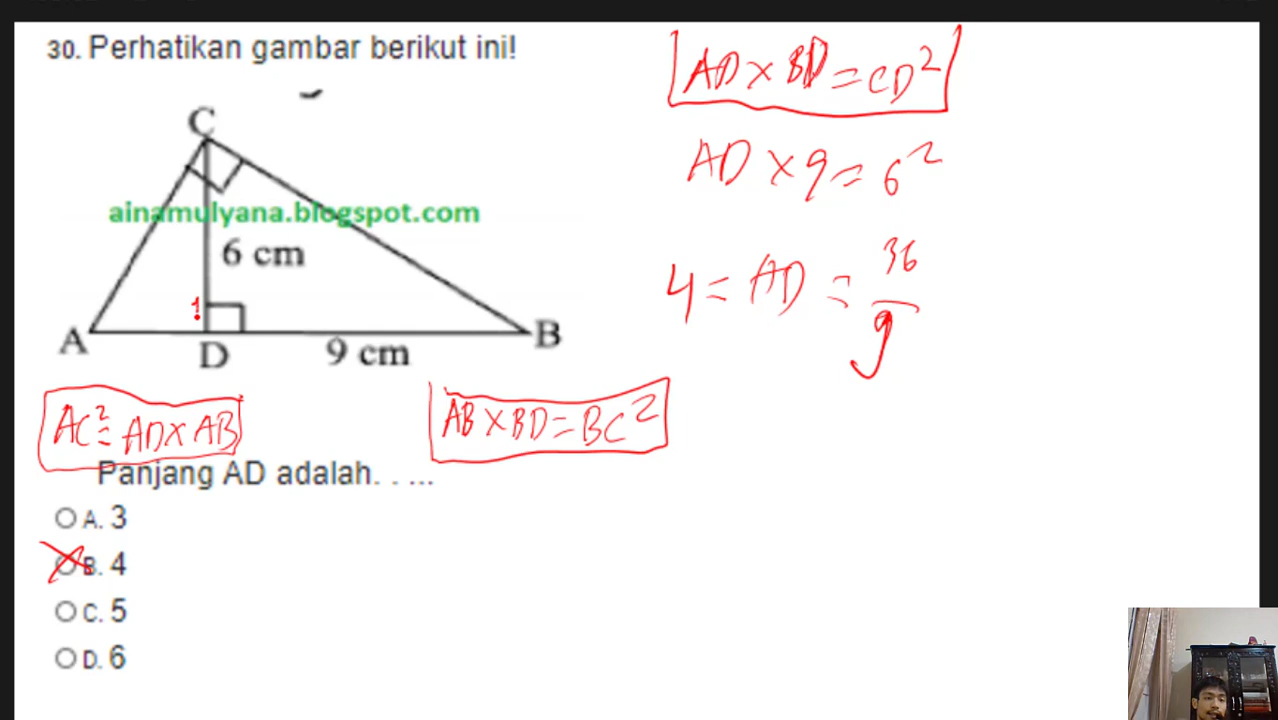 30. Perhatikan gambar berikut ini!
C
ainamulyana.blogspot.com
6 cm
A
D
9 cm
B
AD × BD = CD²
AD × 9 = 6²
4 = AD = 36
9
AC² = AD × AB
AB × BD = BC²
Panjang AD adalah. . ...
A. 3
B. 4
C. 5
D. 6